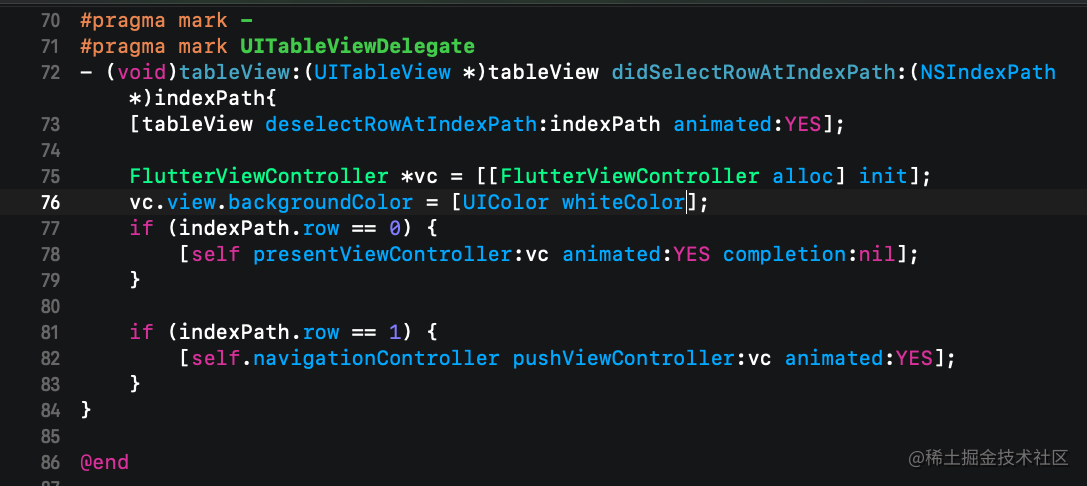 70 #pragma mark -
71 #pragma mark UITableViewDelegate
72 - (void)tableView:(UITableView *)tableView didSelectRowAtIndexPath:(NSIndexPath
*)indexPath{
73 [tableView deselectRowAtIndexPath:indexPath animated:YES];
74
75 FlutterViewController *vc = [[FlutterViewController alloc] init];
76 vc.view.backgroundColor = [UIColor whiteColor];
77 if (indexPath.row == 0) {
78 [self presentViewController:vc animated:YES completion:nil];
79 }
80
81 if (indexPath.row == 1) {
82 [self.navigationController pushViewController:vc animated:YES];
83 }
84 }
85
86 @end
@稀土掘金技术社区